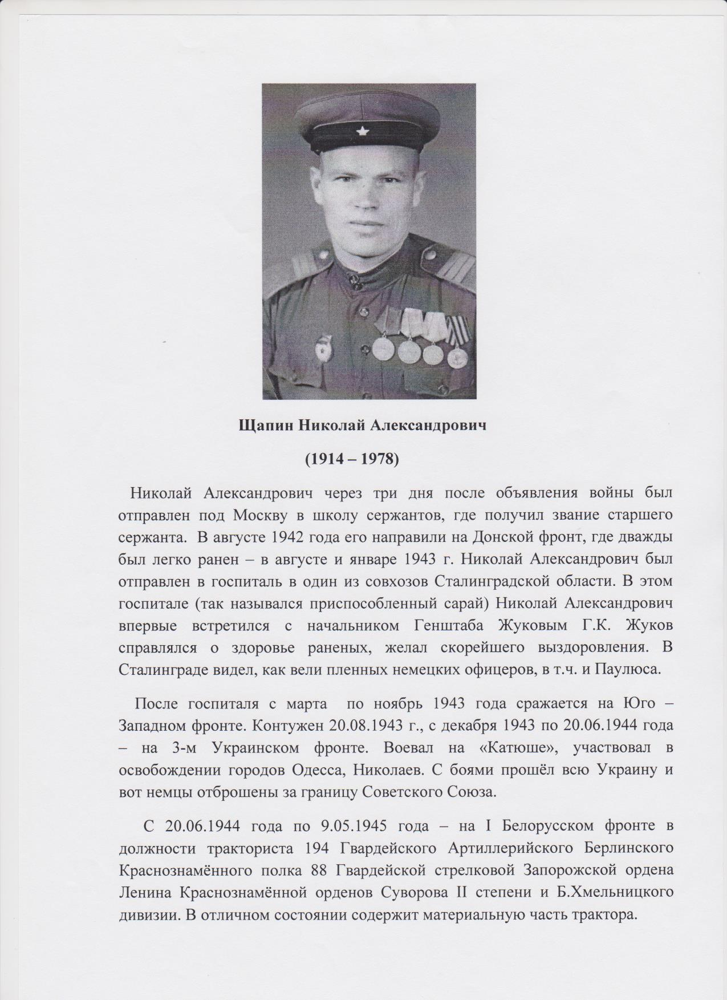 Щапин Николай Александрович
(1914 – 1978)
Николай Александрович через три дня после объявления войны был
отправлен под Москву в школу сержантов, где получил звание старшего
сержанта. В августе 1942 года его направили на Донской фронт, где дважды
был легко ранен – в августе и январе 1943 г. Николай Александрович был
отправлен в госпиталь в один из совхозов Сталинградской области. В этом
госпитале (так назывался приспособленный сарай) Николай Александрович
впервые встретился с начальником Генштаба Жуковым Г.К. Жуков
справлялся о здоровье раненых, желал скорейшего выздоровления. В
Сталинграде видел, как вели пленных немецких офицеров, в т.ч. и Паулюса.
После госпиталя с марта по ноябрь 1943 года сражается на Юго –
Западном фронте. Контужен 20.08.1943 г., с декабря 1943 по 20.06.1944 года
– на 3-м Украинском фронте. Воевал на «Катюше», участвовал в
освобождении городов Одесса, Николаев. С боями прошёл всю Украину и
вот немцы отброшены за границу Советского Союза.
С 20.06.1944 года по 9.05.1945 года – на I Белорусском фронте в
должности тракториста 194 Гвардейского Артиллерийского Берлинского
Краснознамённого полка 88 Гвардейской стрелковой Запорожской ордена
Ленина Краснознамённой орденов Суворова II степени и Б.Хмельницкого
дивизии. В отличном состоянии содержит материальную часть трактора.